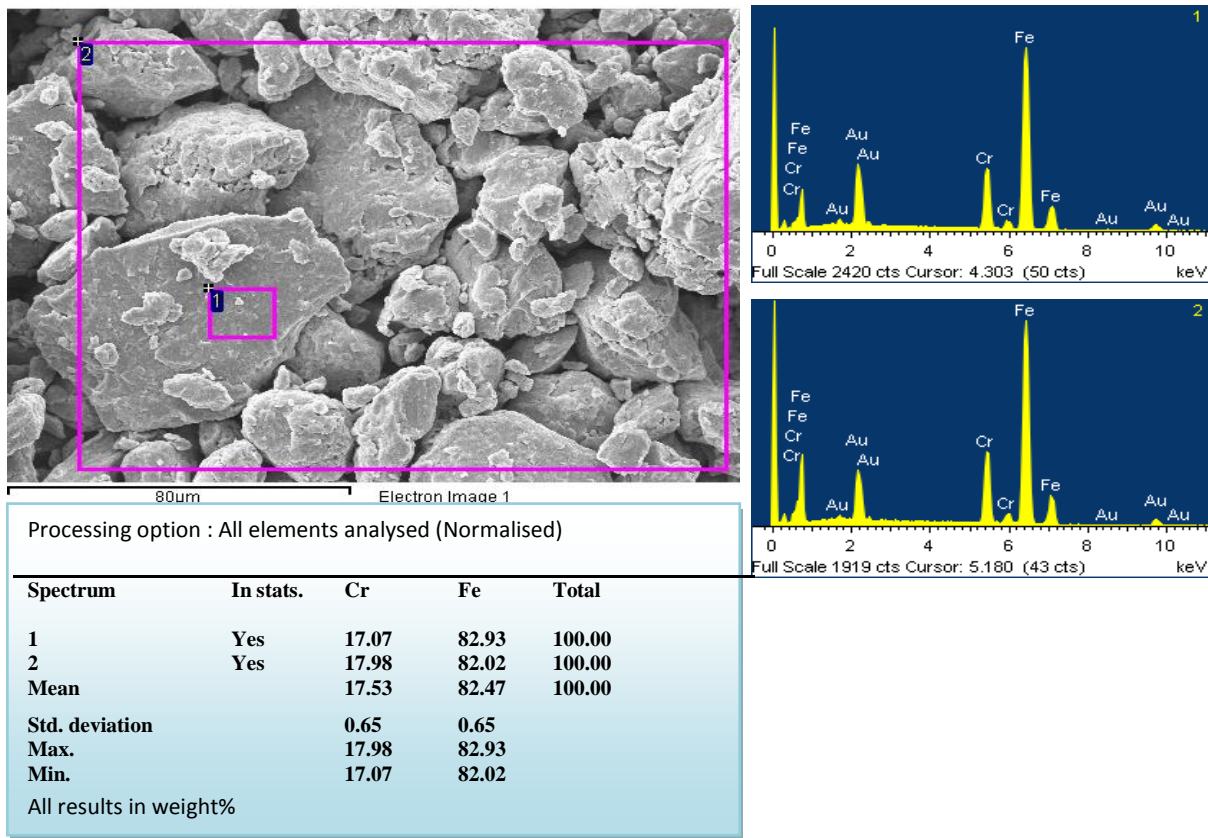 2
1
80µm Electron Image 1
1
Fe
Fe
Fe
Cr
Cr
Au
Au
Au
Cr
Cr
Fe
Au
Au
Au
0 2 4 6 8 10
Full Scale 2420 cts Cursor: 4.303 (50 cts) keV
2
Fe
Fe
Fe
Cr
Cr
Au
Au
Au
Cr
Cr
Fe
Au
Au
Au
0 2 4 6 8 10
Full Scale 1919 cts Cursor: 5.180 (43 cts) keV
Processing option : All elements analysed (Normalised)
Spectrum In stats. Cr Fe Total
1 Yes 17.07 82.93 100.00
2 Yes 17.98 82.02 100.00
Mean 17.53 82.47 100.00
Std. deviation 0.65 0.65
Max. 17.98 82.93
Min. 17.07 82.02
All results in weight%